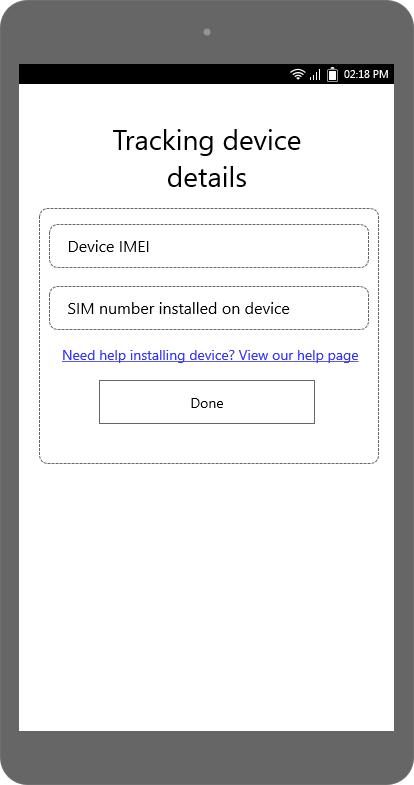 02:18 PM
Tracking device
details
Device IMEI
SIM number installed on device
Need help installing device? View our help page
Done